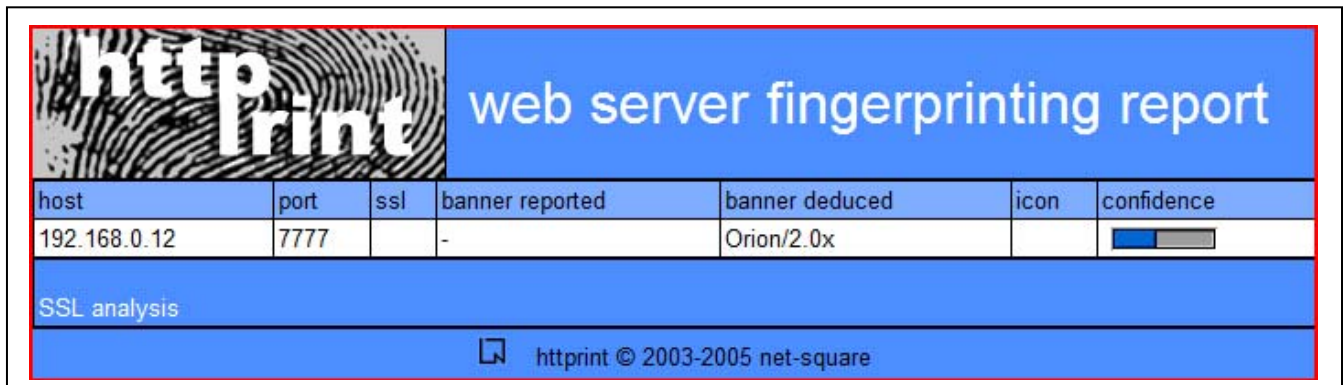 http
print
web server fingerprinting report
host port ssl banner reported banner deduced icon confidence
192.168.0.12 7777 - Orion/2.0x
SSL analysis
httprint © 2003-2005 net-square